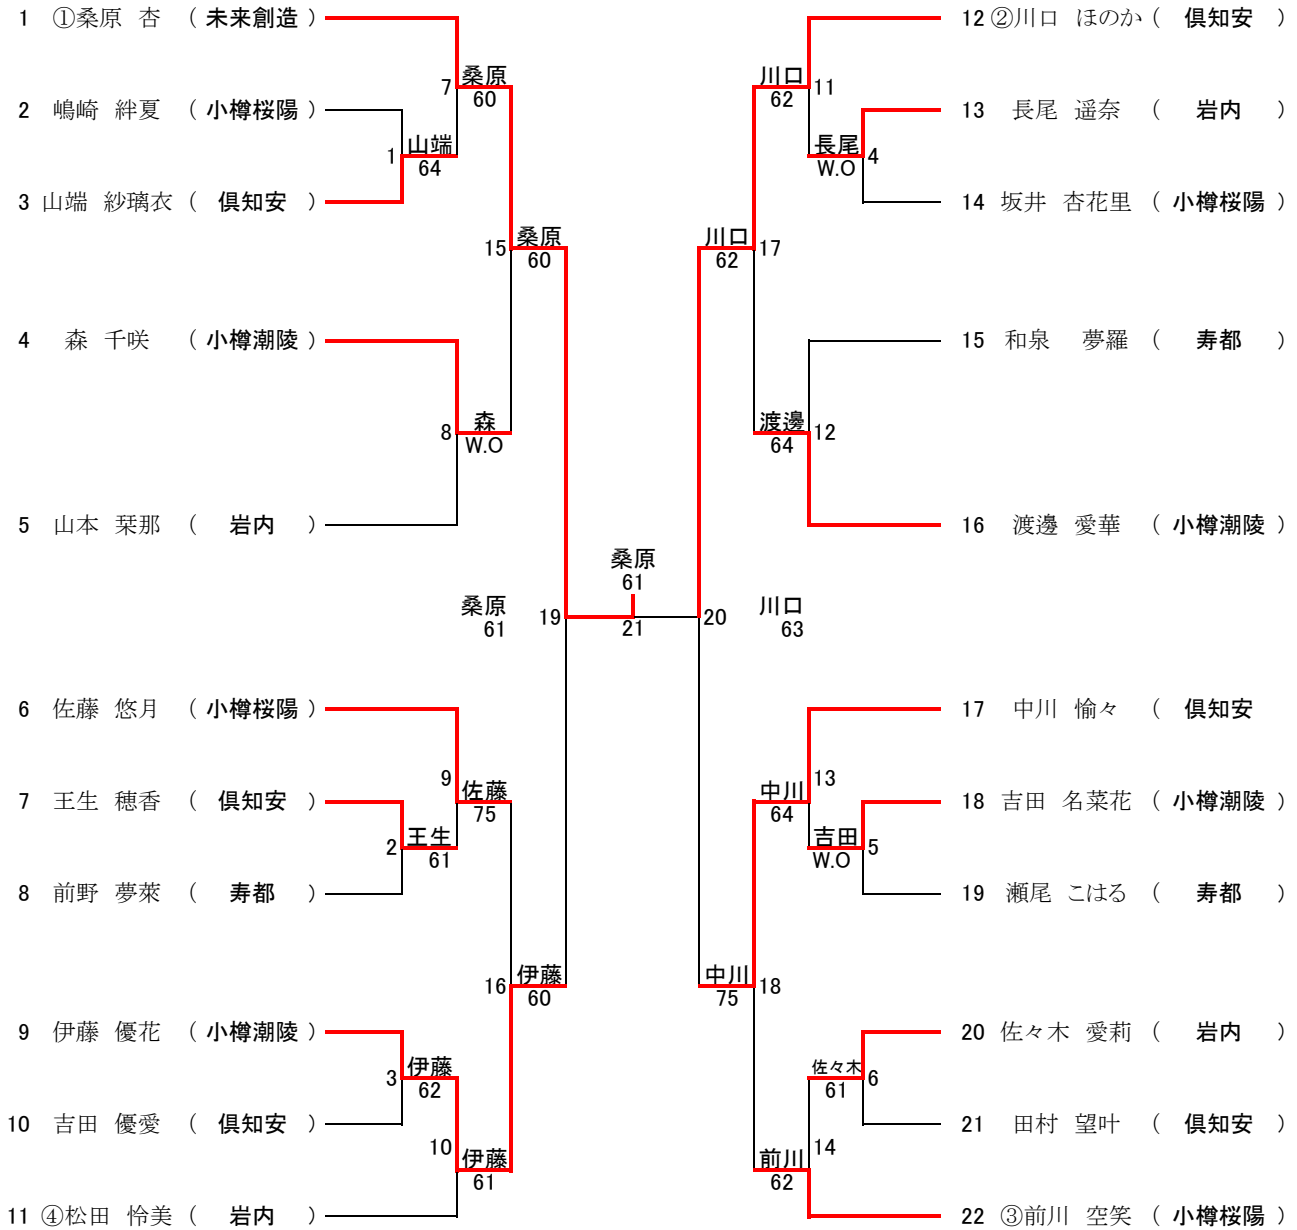 1 ①桑原 杏 （ 未来創造 ）
2 嶋崎 絆夏 （ 小樽桜陽 ）
3 山端 紗璃衣 （ 倶知安 ）
4 森 千咲 （ 小樽潮陵 ）
5 山本 栞那 （ 岩内 ）
6 佐藤 悠月 （ 小樽桜陽 ）
7 王生 穂香 （ 倶知安 ）
8 前野 夢萊 （ 寿都 ）
9 伊藤 優花 （ 小樽潮陵 ）
10 吉田 優愛 （ 倶知安 ）
11 ④松田 怜美 （ 岩内 ）
1
山端
64
2
王生
61
3
伊藤
62
7
桑原
60
8
森
W.O
9
佐藤
75
10
伊藤
61
15
桑原
60
16
伊藤
60
桑原
61
19
桑原
61
21
20
川口
63
川口
62
17
中川
75
18
川口
62
11
渡邊
64
12
中川
64
13
前川
62
14
長尾
W.O
4
吉田
W.O
5
佐々木
61
6
12 ②川口 ほのか （ 倶知安 ）
13 長尾 遥奈 （ 岩内 ）
14 坂井 杏花里 （ 小樽桜陽 ）
15 和泉 夢羅 （ 寿都 ）
16 渡邊 愛華 （ 小樽潮陵 ）
17 中川 愉々 （ 倶知安
18 吉田 名菜花 （ 小樽潮陵 ）
19 瀬尾 こはる （ 寿都 ）
20 佐々木 愛莉 （ 岩内 ）
21 田村 望叶 （ 倶知安 ）
22 ③前川 空笑 （ 小樽桜陽 ）